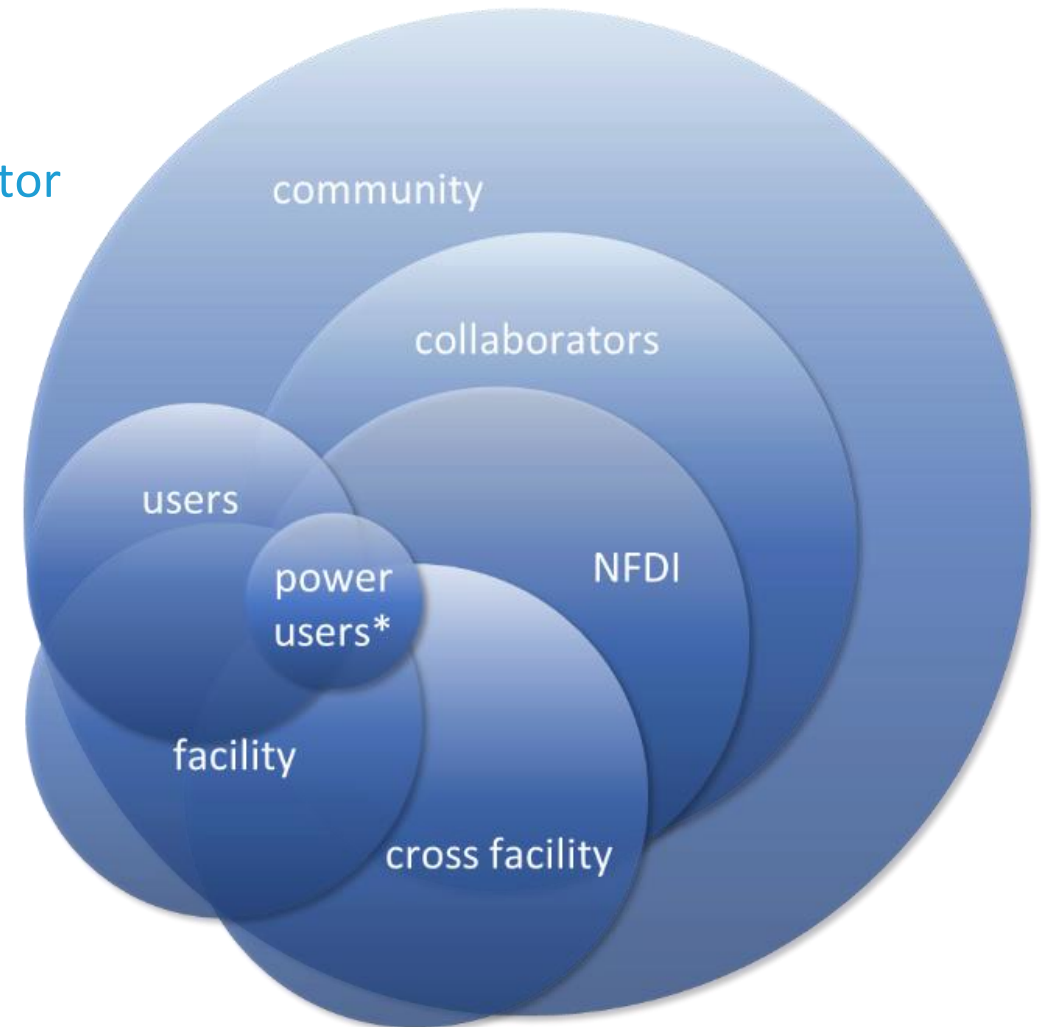 tor
community
collaborators
users
NFDI
power
users*
facility
cross facility